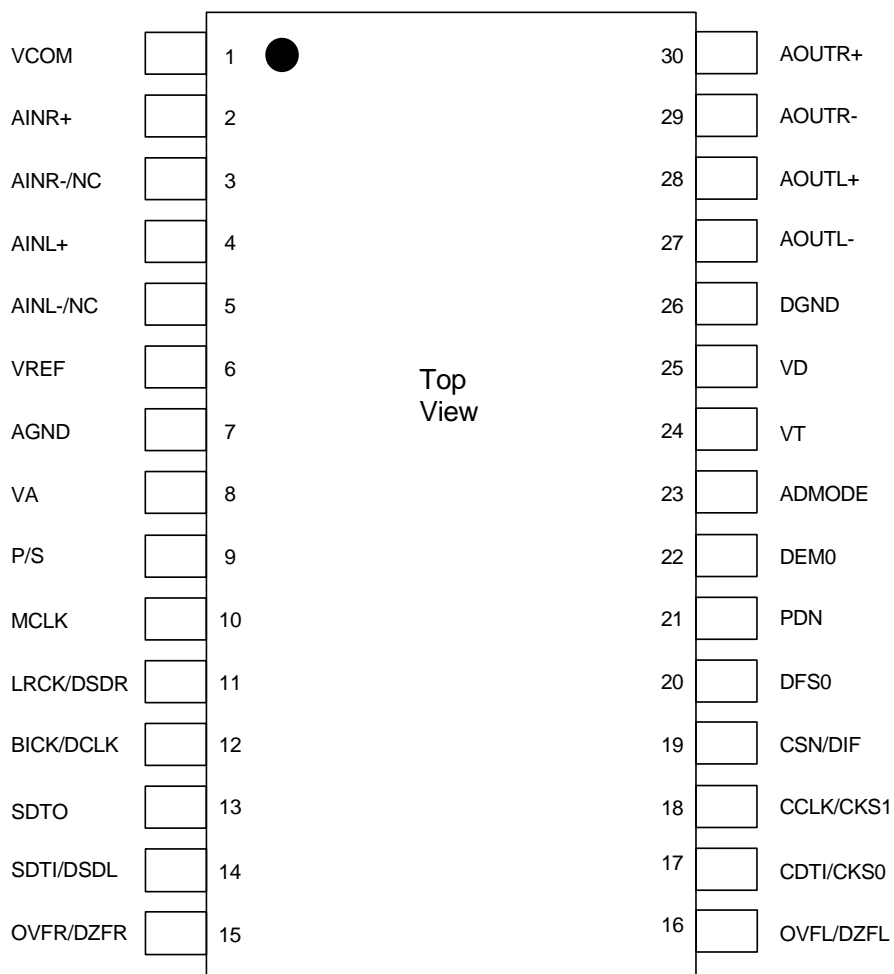 VCOM 1 30 AOUTR+
AINR+ 2 29 AOUTR-
AINR-/NC 3 28 AOUTL+
AINL+ 4 27 AOUTL-
AINL-/NC 5 26 DGND
VREF 6 25 VD
Top
View
AGND 7 24 VT
VA 8 23 ADMODE
P/S 9 22 DEM0
MCLK 10 21 PDN
LRCK/DSDR 11 20 DFS0
BICK/DCLK 12 19 CSN/DIF
SDTO 13 18 CCLK/CKS1
SDTI/DSDL 14 17 CDTI/CKS0
OVFR/DZFR 15 16 OVFL/DZFL